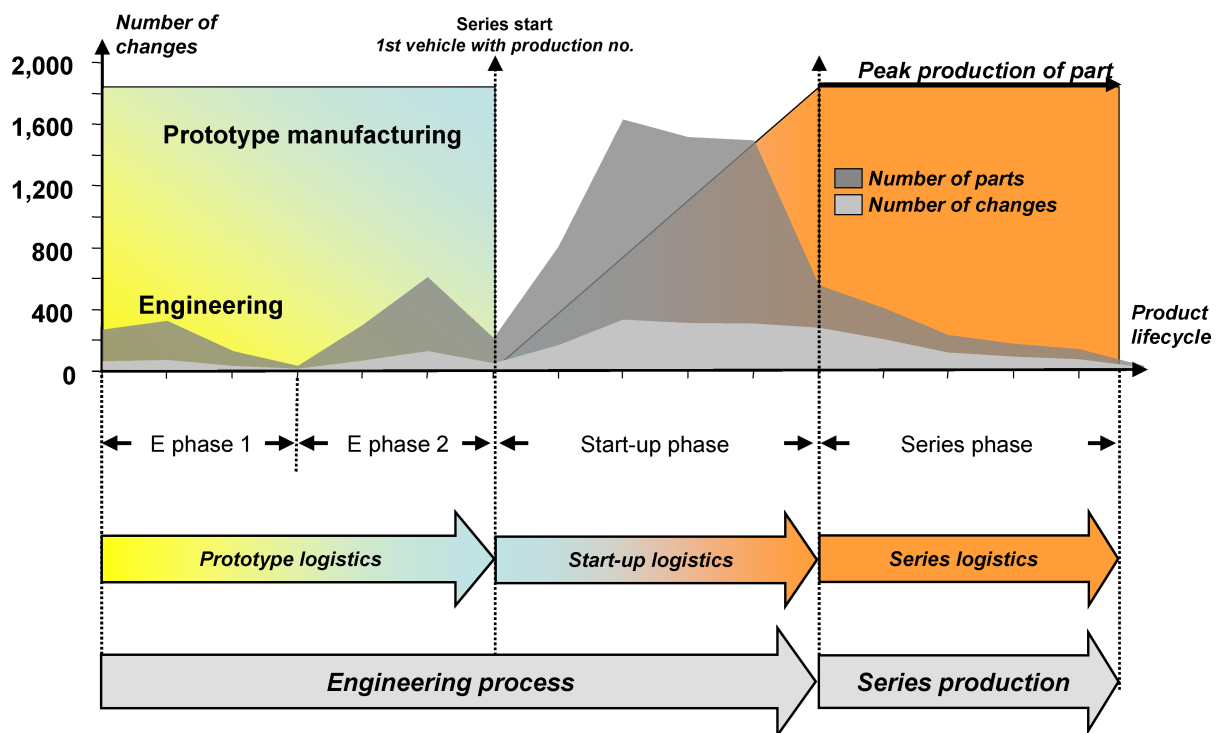 Number of
changes
Series start
1st vehicle with production no.
2,000
Peak production of part
1,600
Prototype manufacturing
1,200
Number of parts
Number of changes
800
Engineering
400
Product
lifecycle
0
E phase 1
E phase 2
Start-up phase
Series phase
Prototype logistics
Start-up logistics
Series logistics
Engineering process
Series production